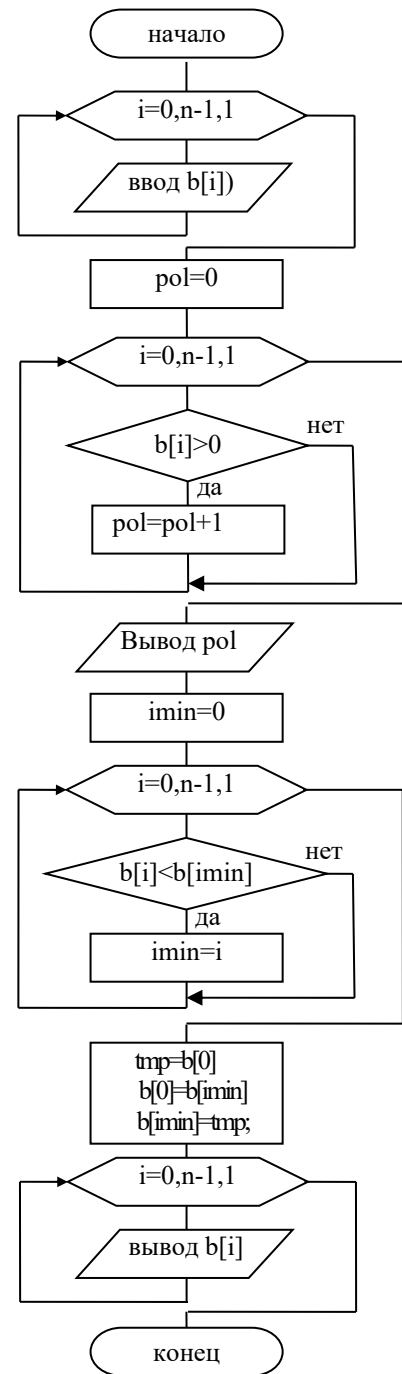 начало
i=0,n-1,1
ввод b[i])
pol=0
i=0,n-1,1
нет
b[i]>0
да
pol=pol+1
Вывод pol
imin=0
i=0,n-1,1
нет
b[i]<b[imin]
да
imin=i
tmp=b[0]
b[0]=b[imin]
b[imin]=tmp;
i=0,n-1,1
вывод b[i]
конец